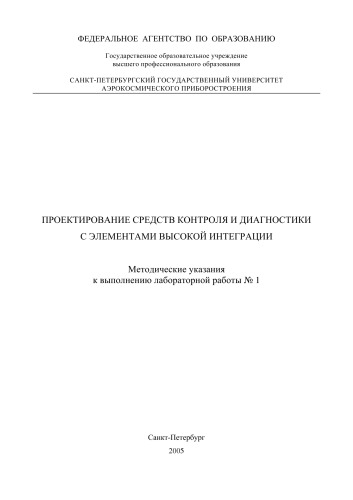 ФЕДЕРАЛЬНОЕ АГЕНТСТВО ПО ОБРАЗОВАНИЮ
Государственное образовательное учреждение
высшего профессионального образования
САНКТ-ПЕТЕРБУРГСКИЙ ГОСУДАРСТВЕННЫЙ УНИВЕРСИТЕТ
АЭРОКОСМИЧЕСКОГО ПРИБОРОСТРОЕНИЯ
ПРОЕКТИРОВАНИЕ СРЕДСТВ КОНТРОЛЯ И ДИАГНОСТИКИ
С ЭЛЕМЕНТАМИ ВЫСОКОЙ ИНТЕГРАЦИИ
Методические указания
к выполнению лабораторной работы № 1
Санкт-Петербург
2005